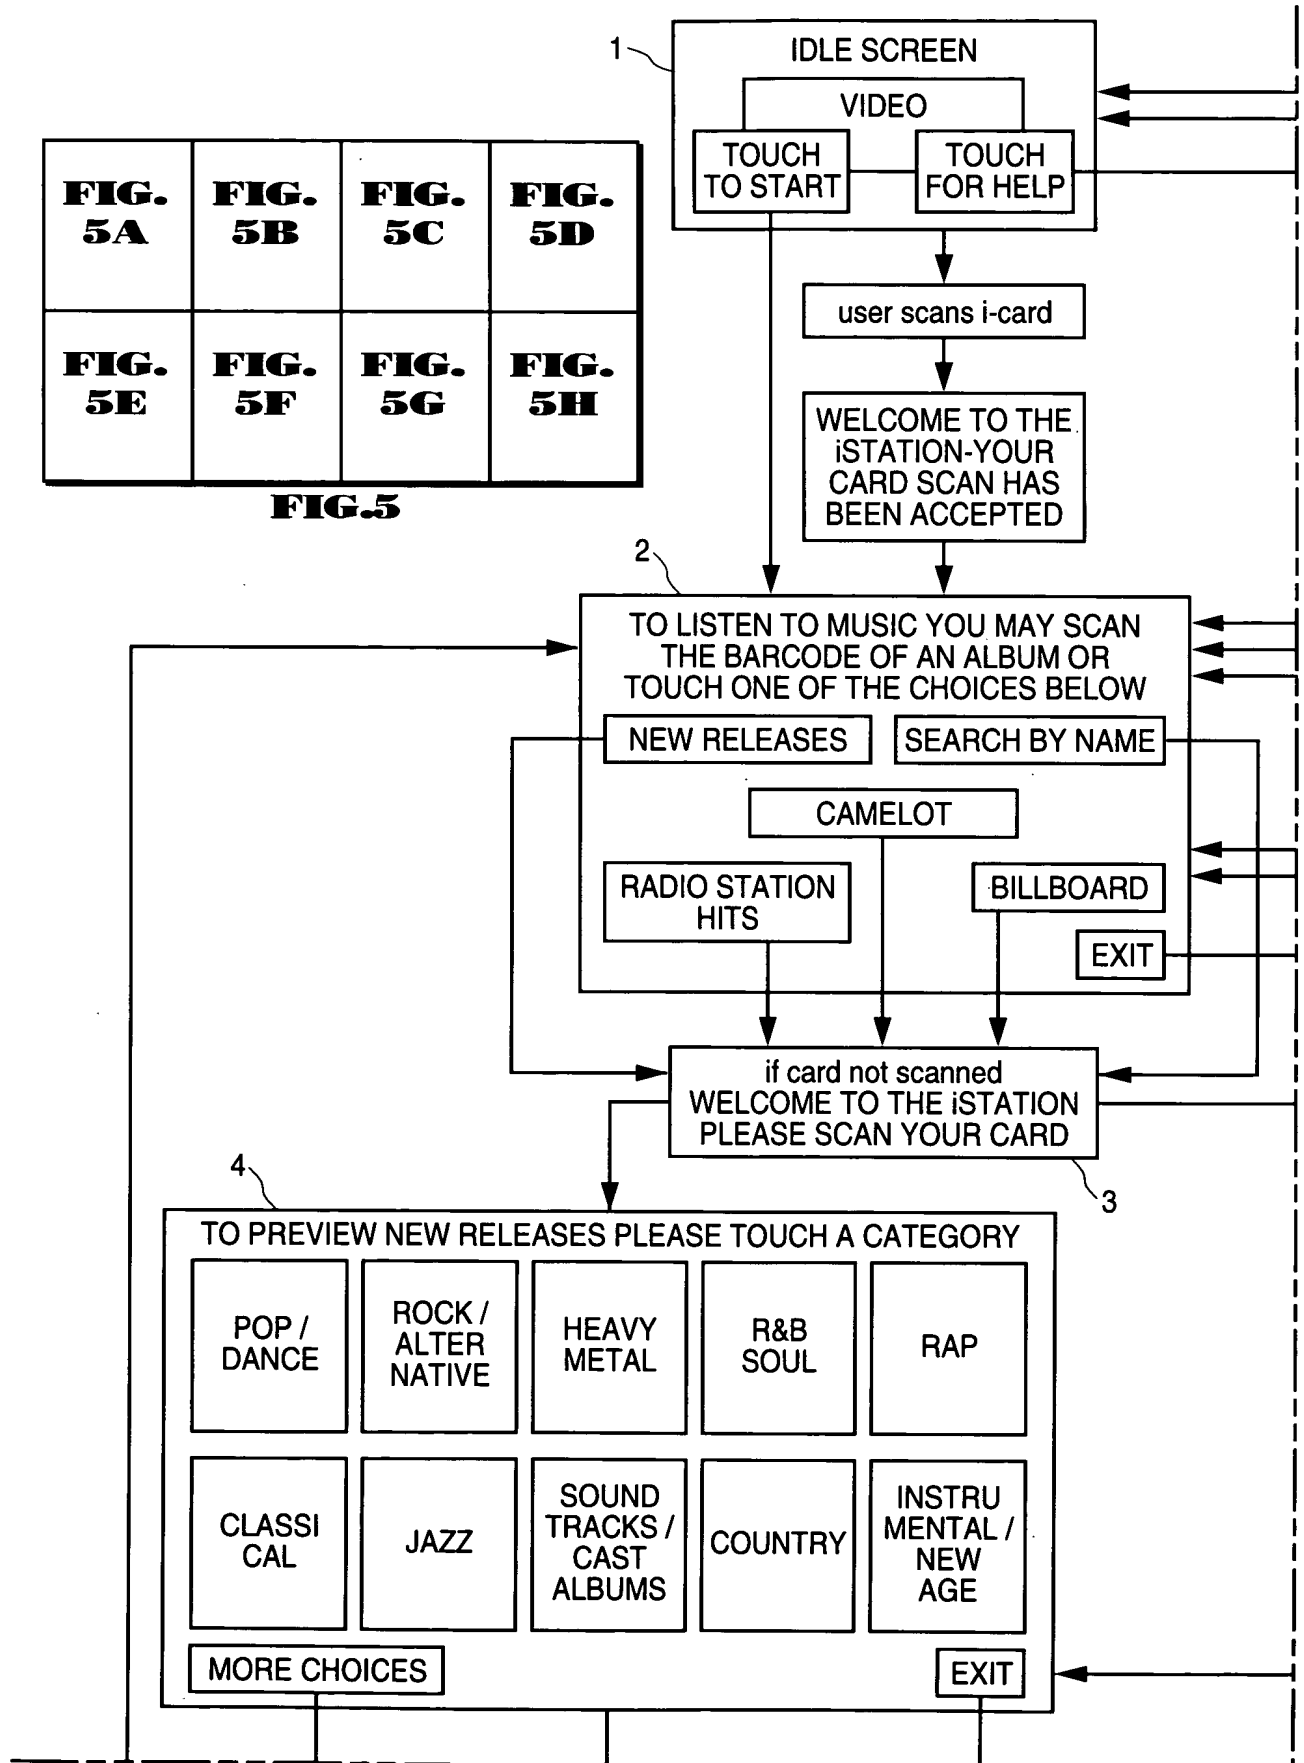 1
IDLE SCREEN
VIDEO
TOUCH
TO START
TOUCH
FOR HELP
FIG.
5A
FIG.
5B
FIG.
5C
FIG.
5D
FIG.
5E
FIG.
5F
FIG.
5G
FIG.
5H
FIG.5
user scans i-card
WELCOME TO THE
iSTATION-YOUR
CARD SCAN HAS
BEEN ACCEPTED
2
TO LISTEN TO MUSIC YOU MAY SCAN
THE BARCODE OF AN ALBUM OR
TOUCH ONE OF THE CHOICES BELOW
NEW RELEASES
SEARCH BY NAME
CAMELOT
RADIO STATION
HITS
BILLBOARD
EXIT
if card not scanned
WELCOME TO THE iSTATION
PLEASE SCAN YOUR CARD
3
4
TO PREVIEW NEW RELEASES PLEASE TOUCH A CATEGORY
POP /
DANCE
ROCK /
ALTER
NATIVE
HEAVY
METAL
R&B
SOUL
RAP
CLASSI
CAL
JAZZ
SOUND
TRACKS /
CAST
ALBUMS
COUNTRY
INSTRU
MENTAL /
NEW
AGE
MORE CHOICES
EXIT